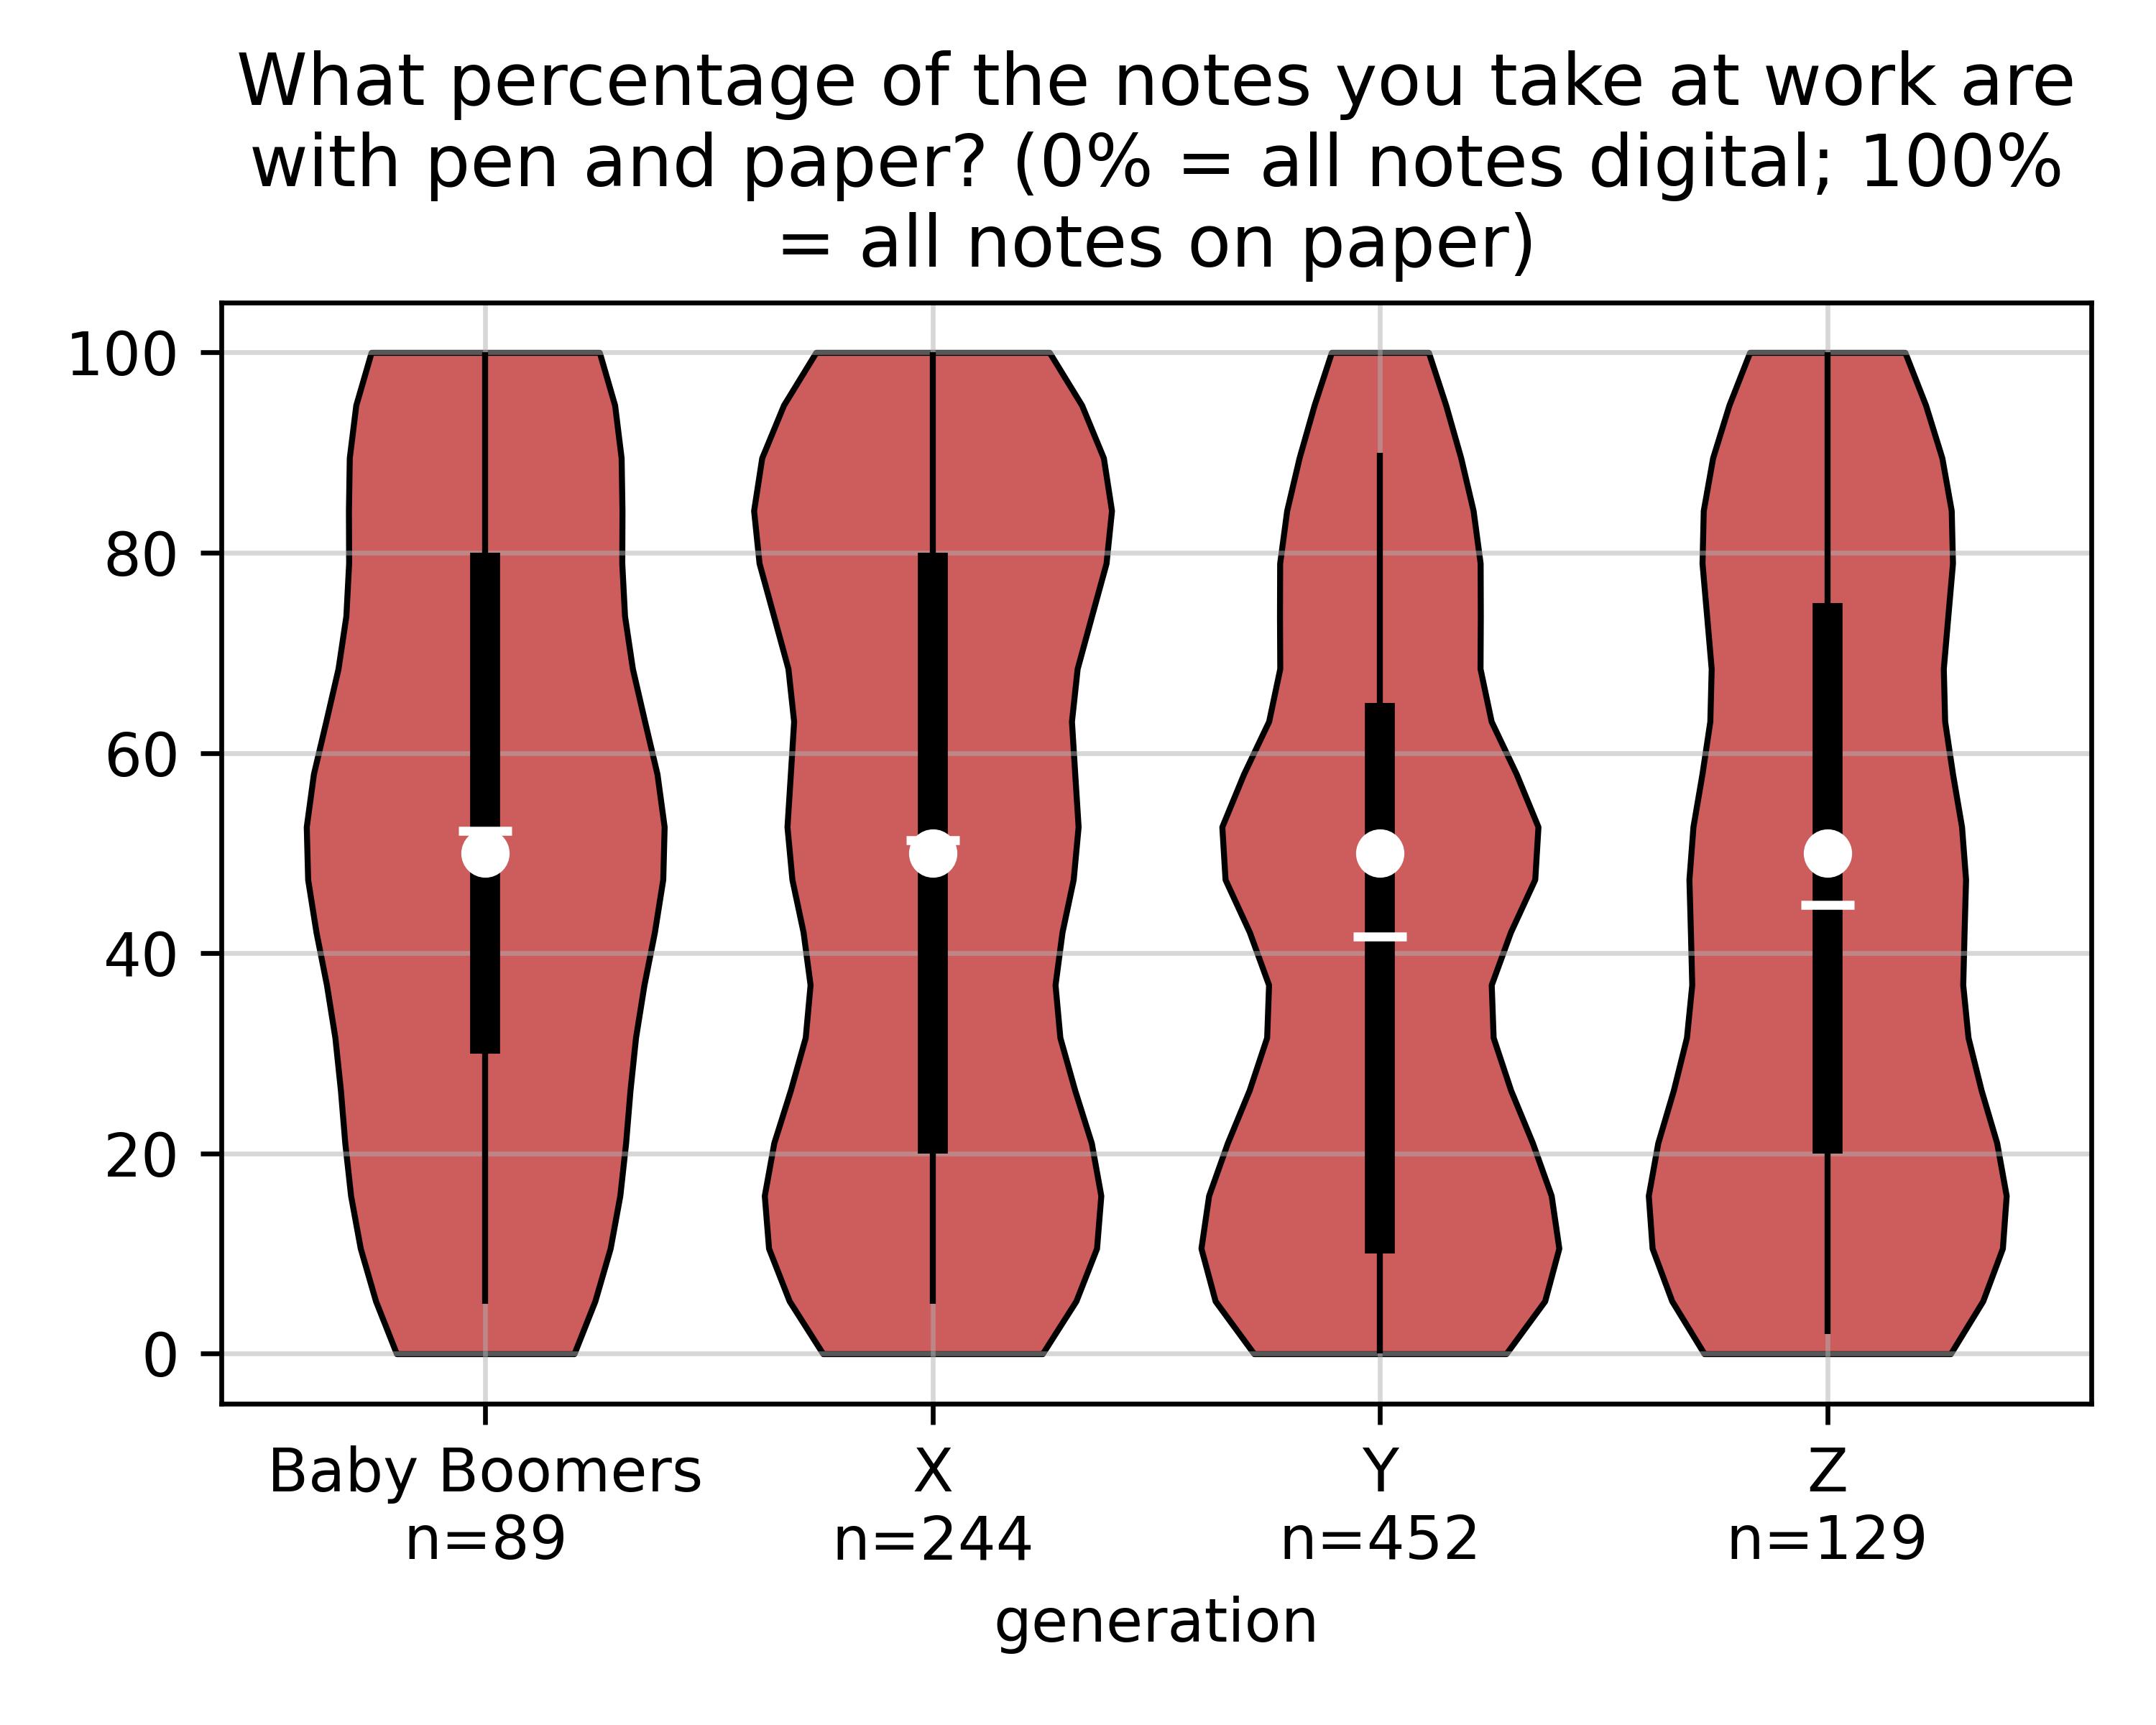 What percentage of the notes you take at work are
with pen and paper? (0% = all notes digital; 100%
= all notes on paper)
100
80
60
40
20
0
Baby Boomers
n=89
X
n=244
Y
n=452
Z
n=129
generation